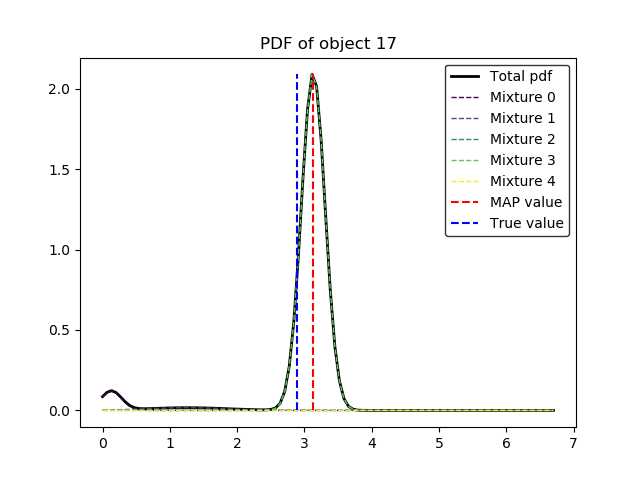 PDF of object 17
Total pdf
Mixture 0
Mixture 1
Mixture 2
Mixture 3
Mixture 4
MAP value
True value
2.0
1.5
1.0
0.5
0.0
0 1 2 3 4 5 6 7